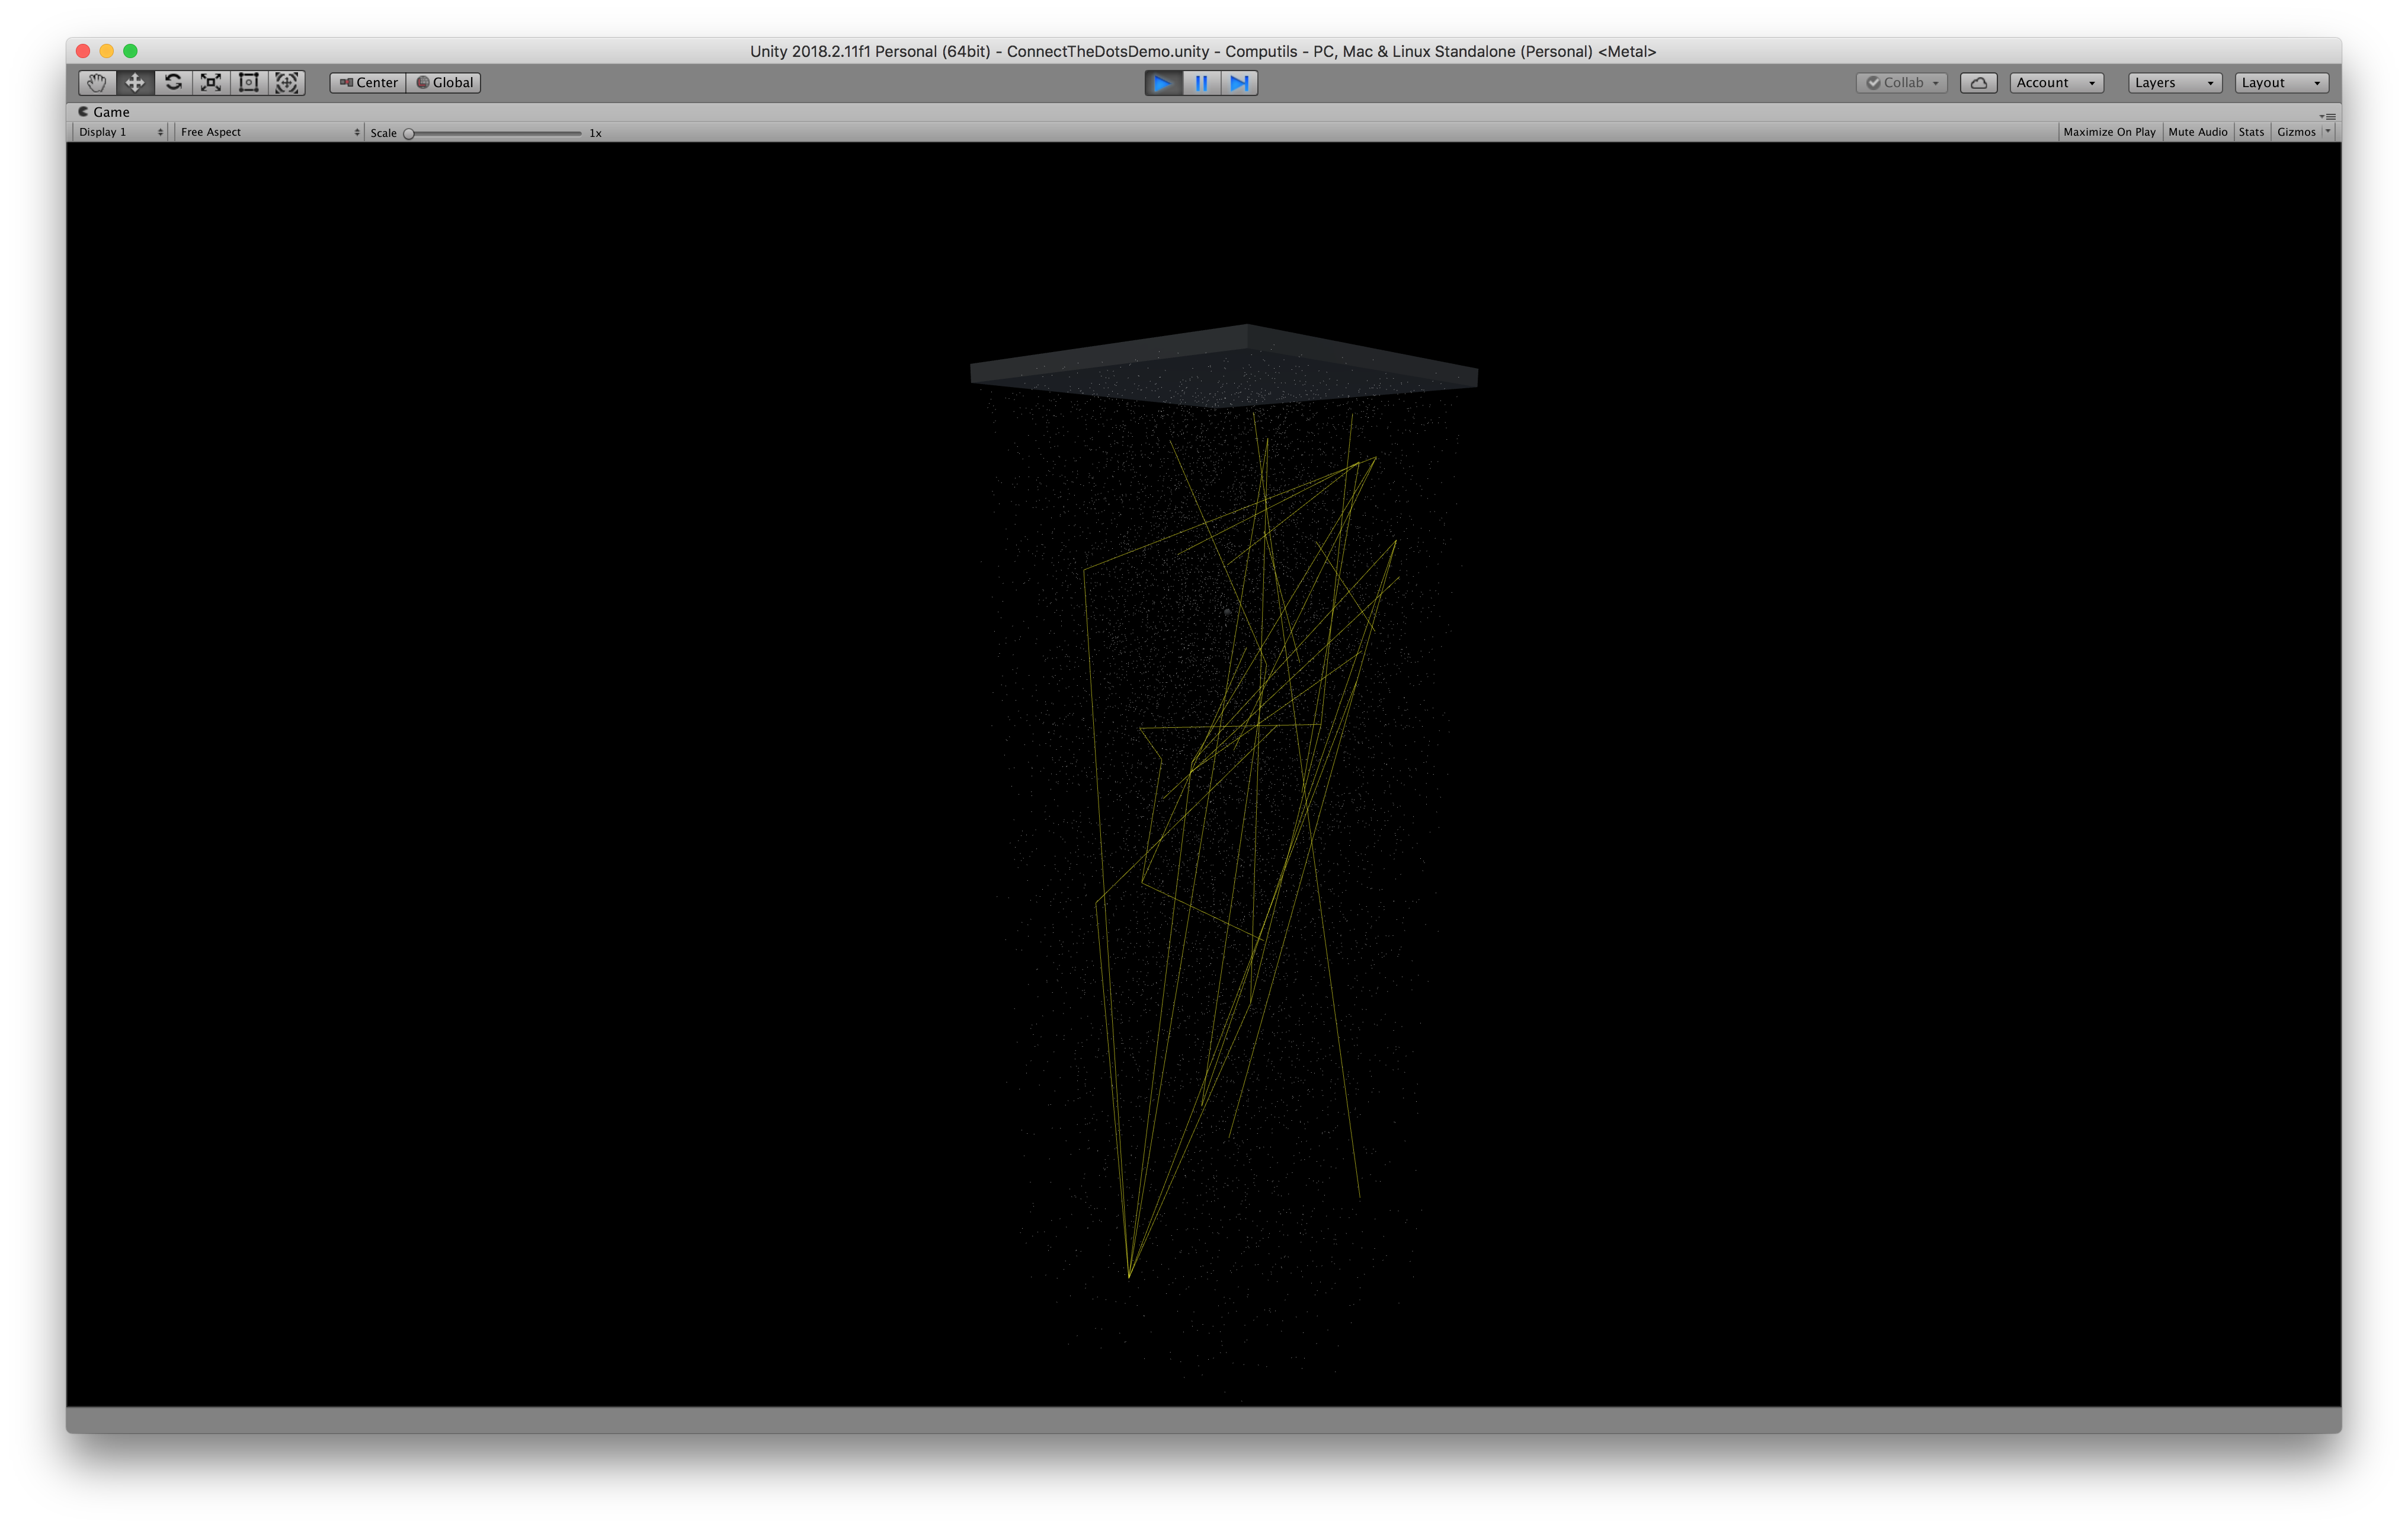 Unity 2018.2.11f1 Personal (64bit) - ConnectTheDotsDemo.unity - Computils - PC, Mac & Linux Standalone (Personal) <Metal>
Center Global Collab Account Layers Layout
Game
Display 1 Free Aspect Scale 1x Maximize On Play Mute Audio Stats Gizmos